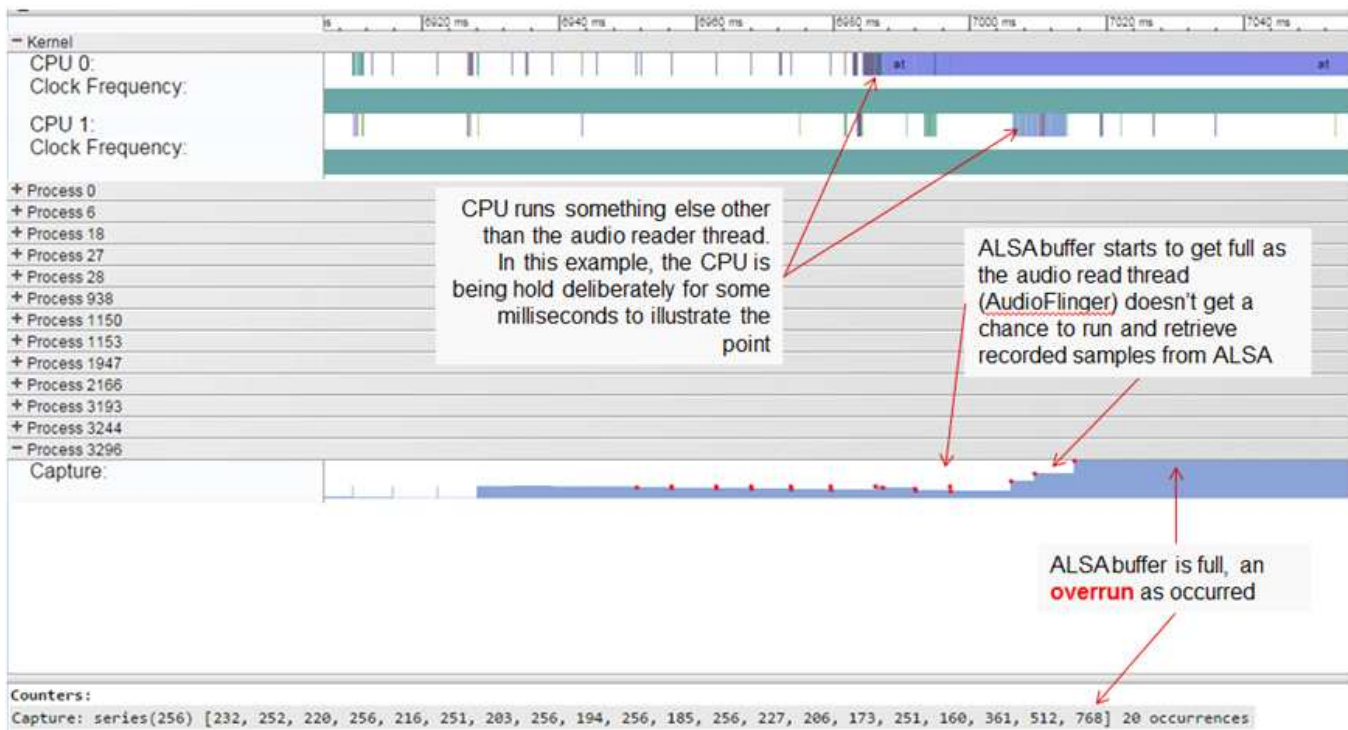 6920 ms
6940 ms
6960 ms
6980 ms
7000 ms
7020 ms
7040 ms
− Kernel
CPU 0:
at
at
Clock Frequency:
CPU 1:
Clock Frequency:
+ Process 0
+ Process 6
+ Process 18
+ Process 27
+ Process 28
+ Process 938
+ Process 1150
+ Process 1153
+ Process 1947
+ Process 2166
+ Process 3193
+ Process 3244
− Process 3296
Capture:
CPU runs something else other
than the audio reader thread.
In this example, the CPU is
being hold deliberately for some
milliseconds to illustrate the
point
ALSA buffer starts to get full as
the audio read thread
(AudioFlinger) doesn't get a
chance to run and retrieve
recorded samples from ALSA
ALSA buffer is full, an
overrun as occurred
Counters:
Capture: series(256) [232, 252, 220, 256, 216, 251, 203, 256, 194, 256, 185, 256, 227, 206, 173, 251, 160, 361, 512, 768] 20 occurrences